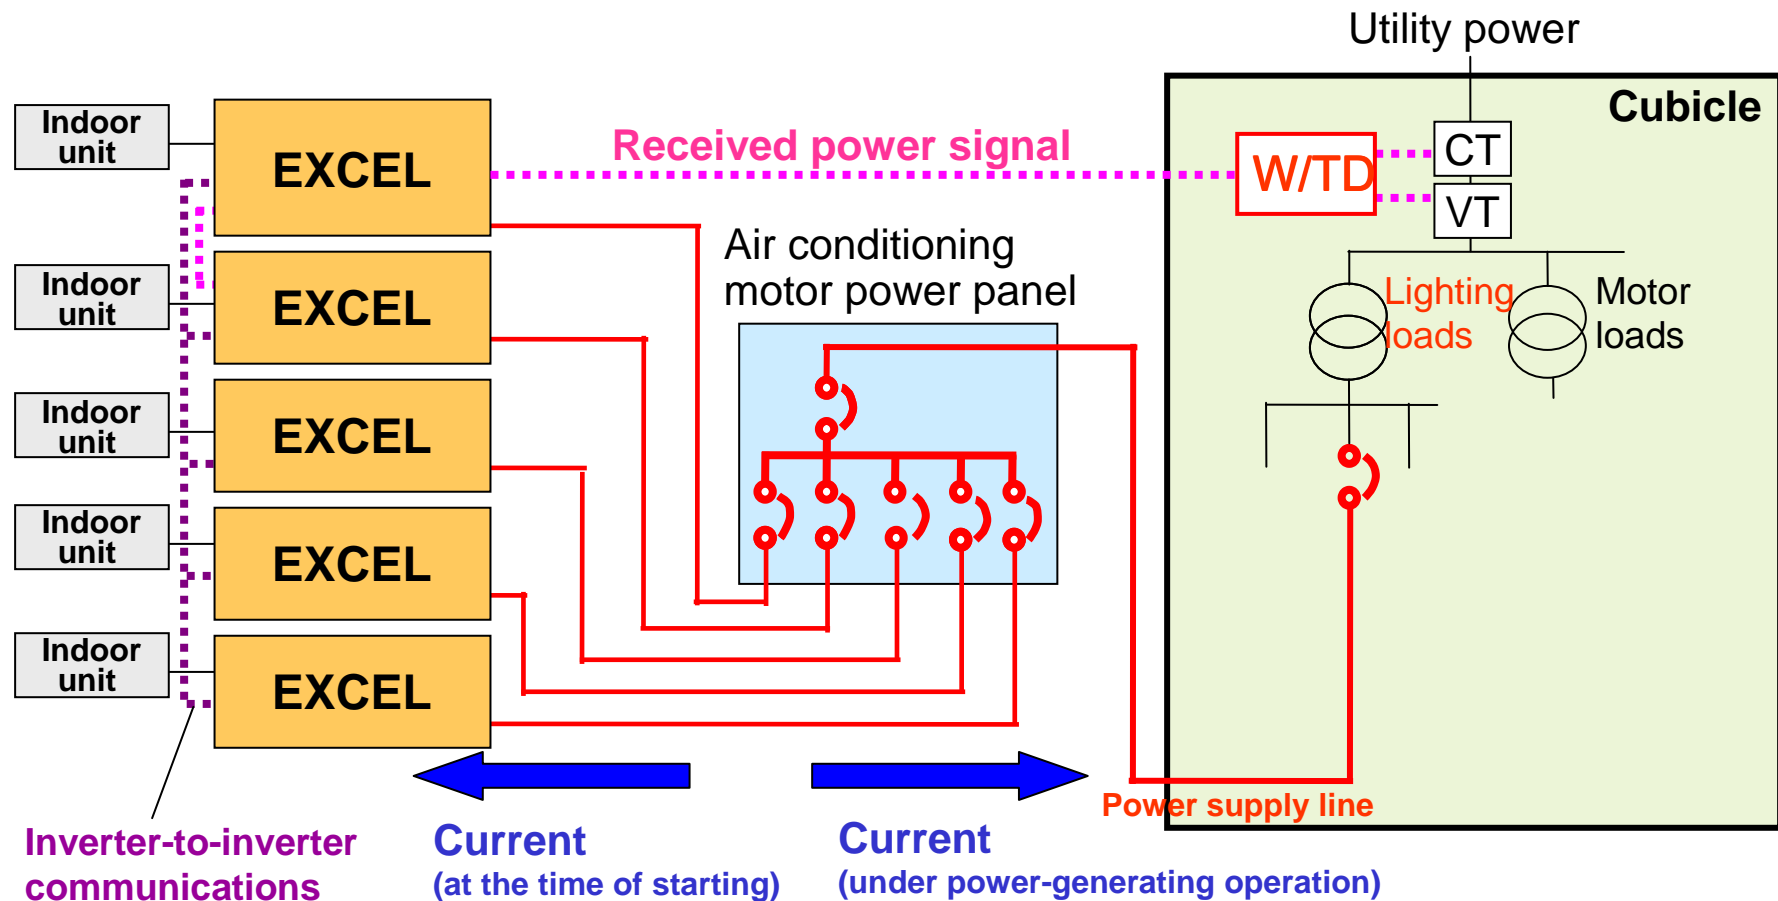 Utility power
Cubicle
Indoor
unit
EXCEL
Received power signal
W/TD
CT
VT
Indoor
unit
EXCEL
Air conditioning
motor power panel
Lighting
loads
Motor
loads
Indoor
unit
EXCEL
Indoor
unit
EXCEL
Indoor
unit
EXCEL
Power supply line
Inverter-to-inverter
communications
Current
(at the time of starting)
Current
(under power-generating operation)